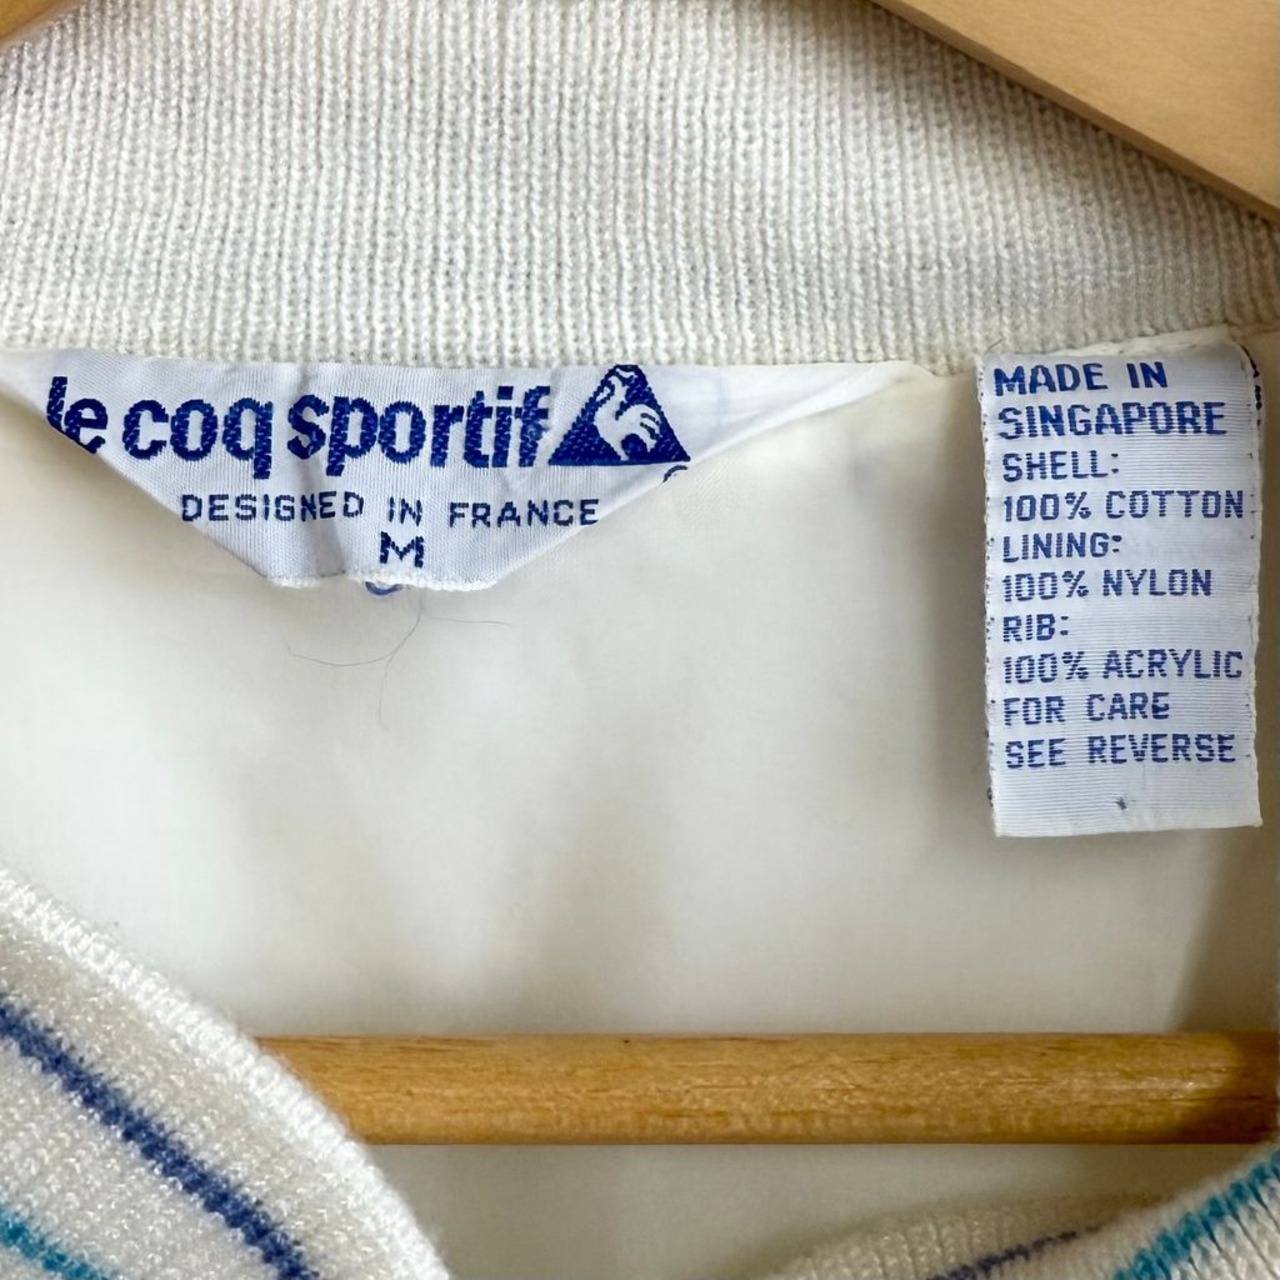 le coq sportif
DESIGNED IN FRANCE
M
MADE IN
SINGAPORE
SHELL:
100% COTTON
LINING:
100% NYLON
RIB:
100% ACRYLIC
FOR CARE
SEE REVERSE